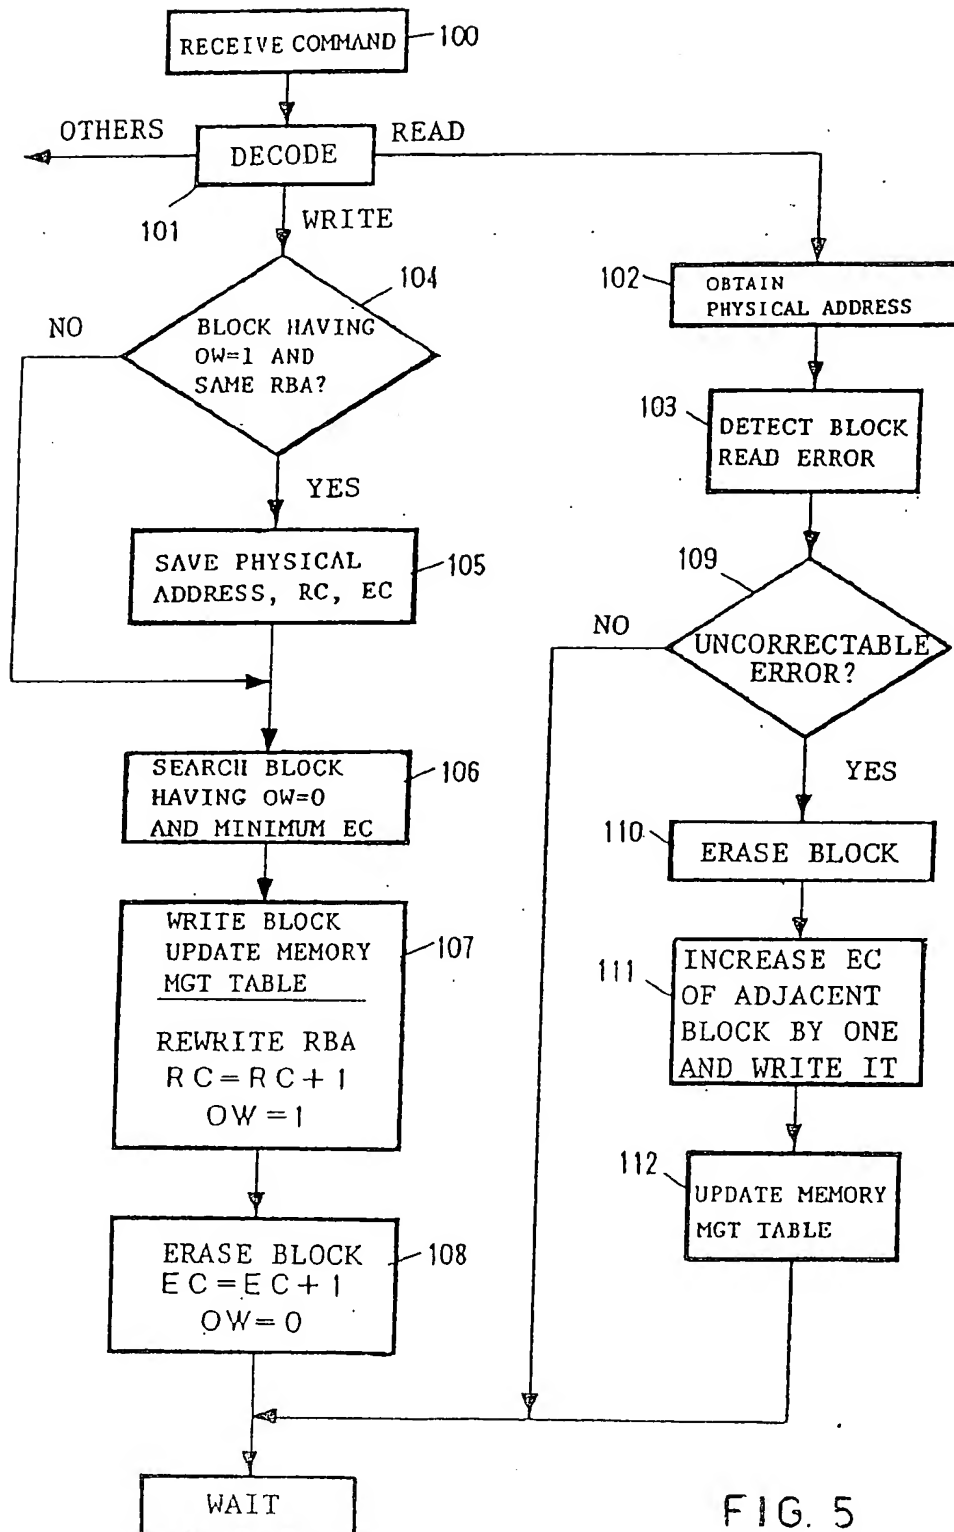 RECEIVE COMMAND
100
OTHERS
DECODE
READ
101
WRITE
104
NO
BLOCK HAVING
OW=1 AND
SAME RBA?
YES
SAVE PHYSICAL
ADDRESS, RC, EC
105
SEARCH BLOCK
HAVING OW=0
AND MINIMUM EC
106
WRITE BLOCK
UPDATE MEMORY
MGT TABLE
REWRITE RBA
RC=RC+1
OW=1
107
ERASE BLOCK
EC=EC+1
OW=0
108
WAIT
102
OBTAIN
PHYSICAL ADDRESS
103
DETECT BLOCK
READ ERROR
109
NO
UNCORRECTABLE
ERROR?
YES
110
ERASE BLOCK
111
INCREASE EC
OF ADJACENT
BLOCK BY ONE
AND WRITE IT
112
UPDATE MEMORY
MGT TABLE
FIG. 5